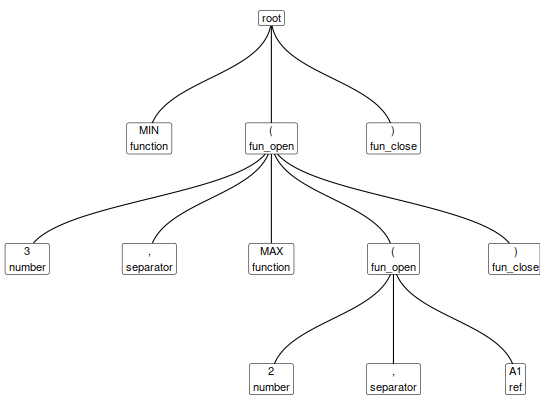 root
MIN
function
(
fun_open
)
fun_close
3
number
,
separator
MAX
function
(
fun_open
)
fun_close
2
number
,
separator
A1
ref